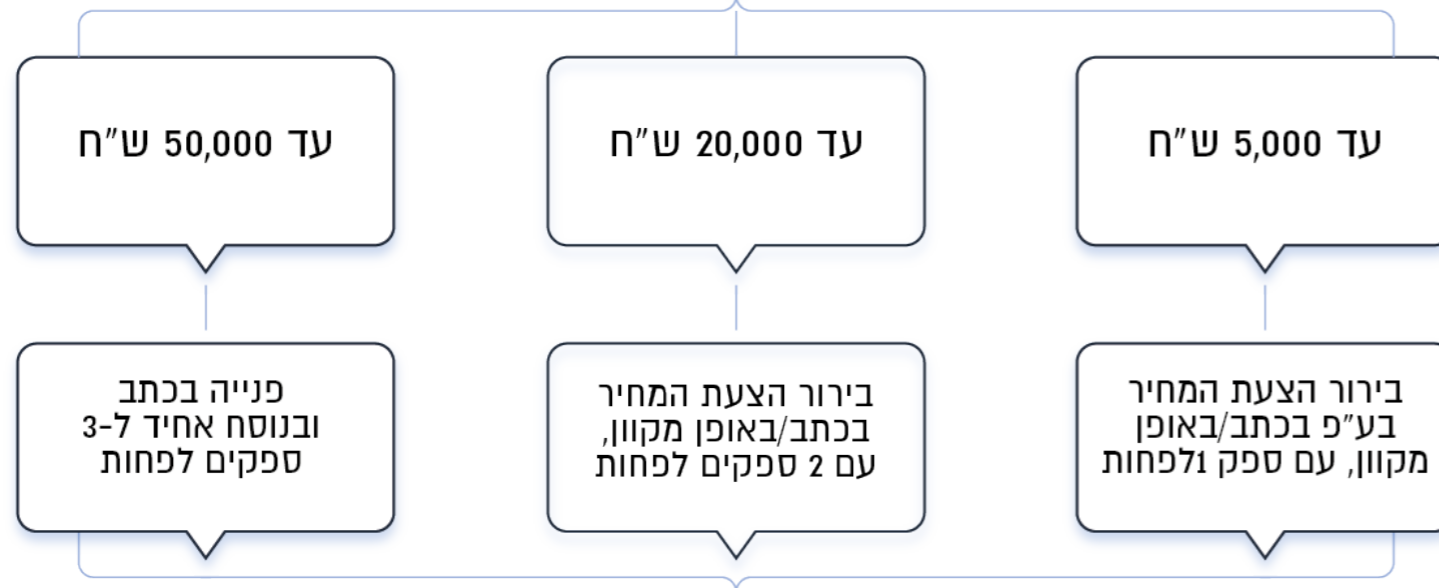 עד 5,000 ש"ח
עד 20,000 ש"ח
עד 50,000 ש"ח
בירור הצעת המחיר
בע"פ בכתב/באופן
מקוון, עם ספק 1לפחות
בירור הצעת המחיר
בכתב/באופן מקוון,
עם 2 ספקים לפחות
פנייה בכתב
ובנוסח אחיד ל-3
ספקים לפחות